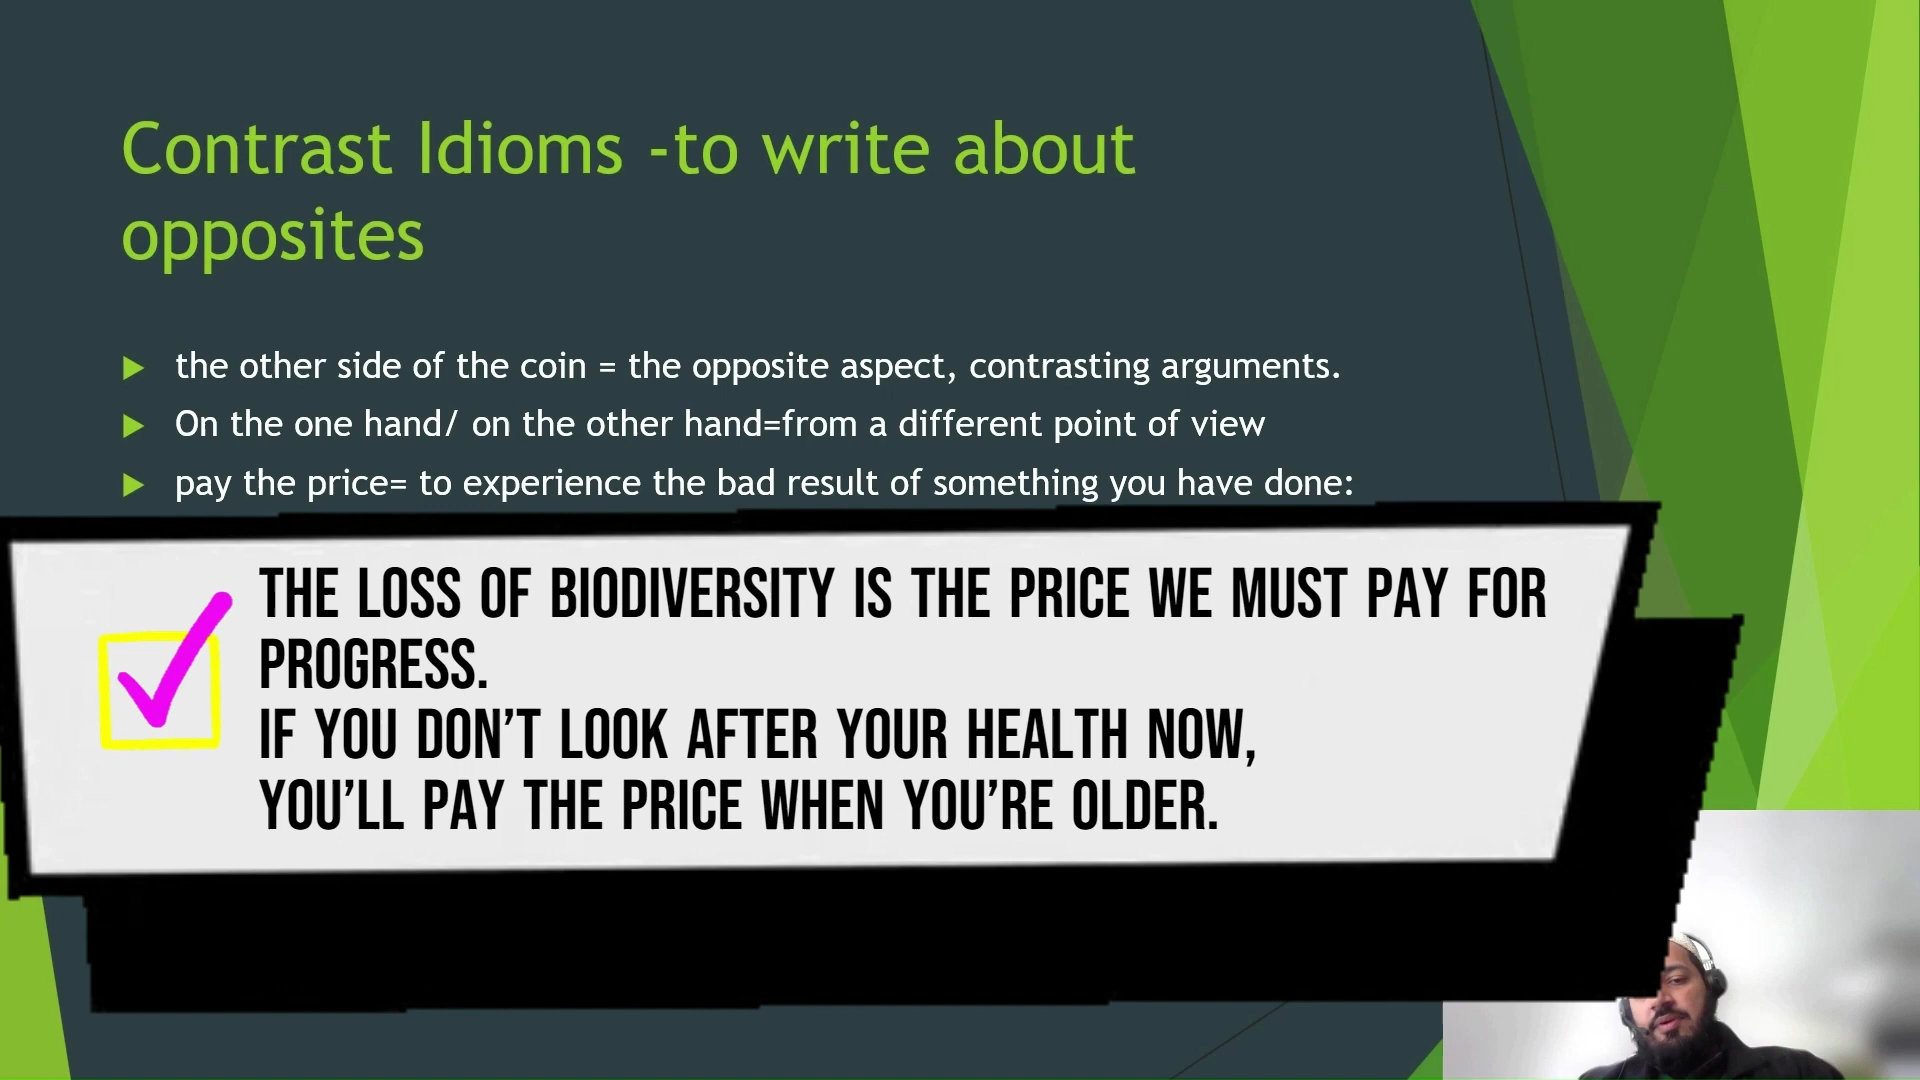 Contrast Idioms -to write about
opposites
the other side of the coin = the opposite aspect, contrasting arguments.
On the one hand/ on the other hand=from a different point of view
pay the price= to experience the bad result of something you have done:
THE LOSS OF BIODIVERSITY IS THE PRICE WE MUST PAY FOR
PROGRESS.
IF YOU DON’T LOOK AFTER YOUR HEALTH NOW,
YOU’LL PAY THE PRICE WHEN YOU’RE OLDER.